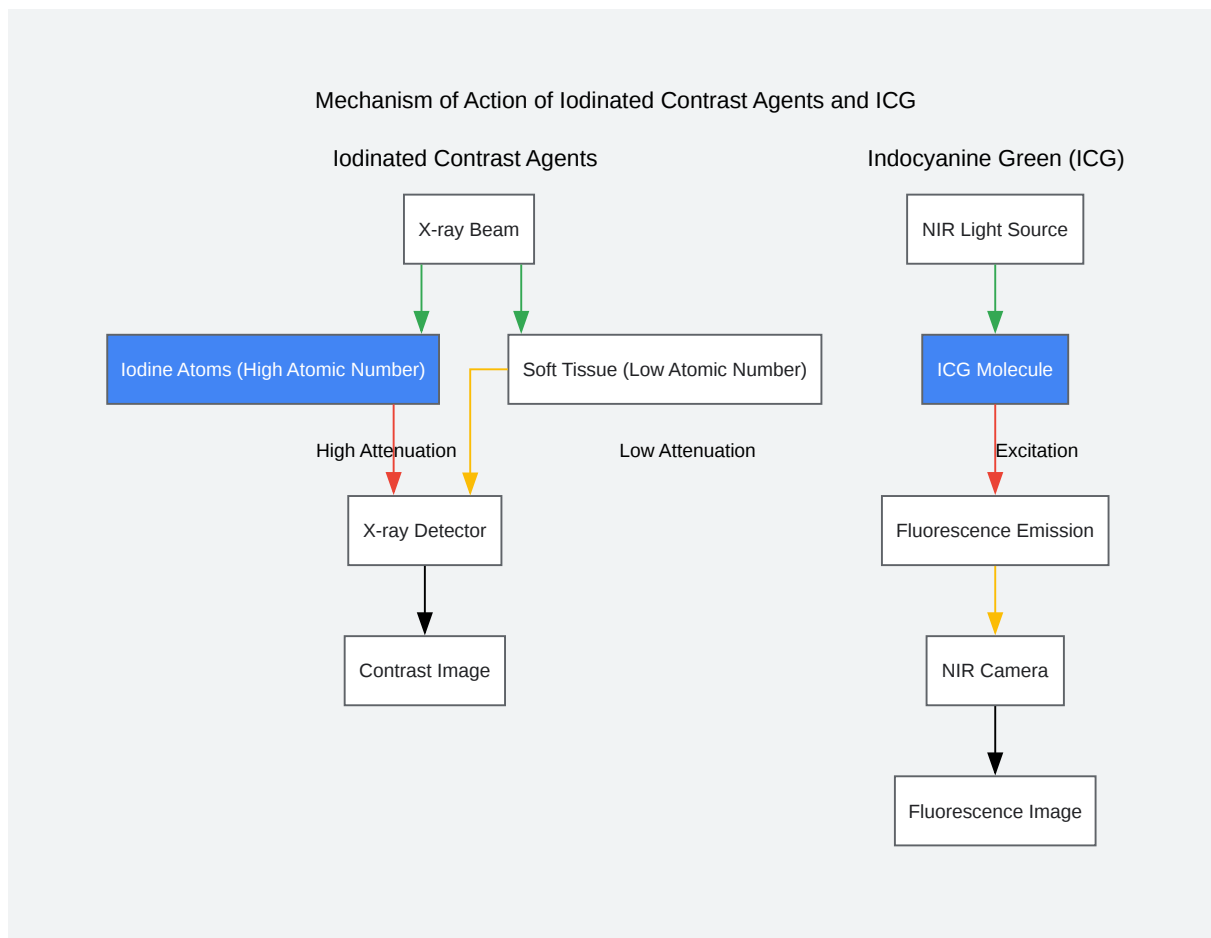 Mechanism of Action of Iodinated Contrast Agents and ICG
Iodinated Contrast Agents
X-ray Beam
Iodine Atoms (High Atomic Number)
Soft Tissue (Low Atomic Number)
High Attenuation
Low Attenuation
X-ray Detector
Contrast Image
Indocyanine Green (ICG)
NIR Light Source
ICG Molecule
Excitation
Fluorescence Emission
NIR Camera
Fluorescence Image